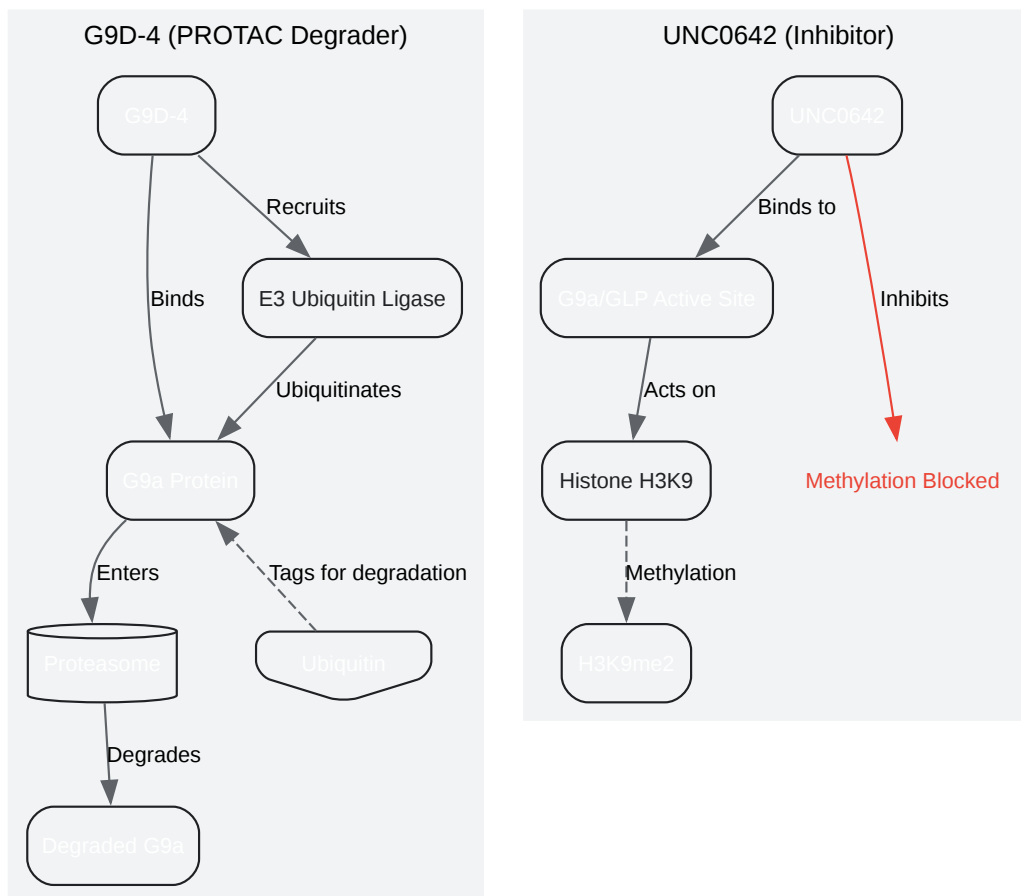 G9D-4 (PROTAC Degrader)
G9D-4
Recruits
Binds
E3 Ubiquitin Ligase
Ubiquitinates
G9a Protein
Enters
Tags for degradation
Proteasome
Ubiquitin
Degrades
Degraded G9a
UNC0642 (Inhibitor)
UNC0642
Binds to
Inhibits
G9a/GLP Active Site
Acts on
Histone H3K9
Methylation Blocked
Methylation
H3K9me2